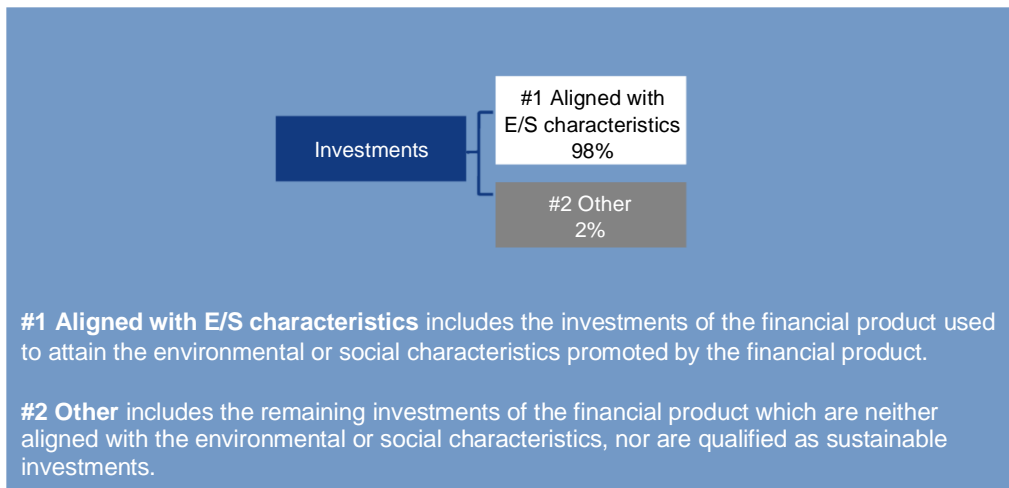 #1 Aligned with
E/S characteristics
98%
Investments
#2 Other
2%
#1 Aligned with E/S characteristics includes the investments of the financial product used
to attain the environmental or social characteristics promoted by the financial product.
#2 Other includes the remaining investments of the financial product which are neither
aligned with the environmental or social characteristics, nor are qualified as sustainable
investments.